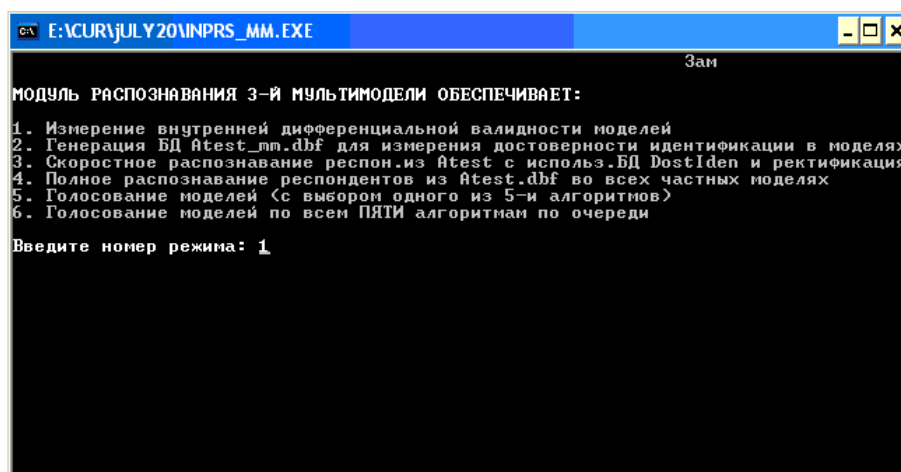 E:\CUR\jULY20\INPRS_MM.EXE
Зам
МОДУЛЬ РАСПОЗНАВАНИЯ 3-Й МУЛЬТИМОДЕЛИ ОБЕСПЕЧИВАЕТ:
1. Измерение внутренней дифференциальной валидности моделей
2. Генерация БД Atest_mm.dbf для измерения достоверности идентификации в моделях
3. Скоростное распознавание респон.из Atest с использ.БД DostIden и ректификация
4. Полное распознавание респондентов из Atest.dbf во всех частных моделях
5. Голосование моделей (с выбором одного из 5-и алгоритмов)
6. Голосование моделей по всем ПЯТИ алгоритмам по очереди
Введите номер режима: 1